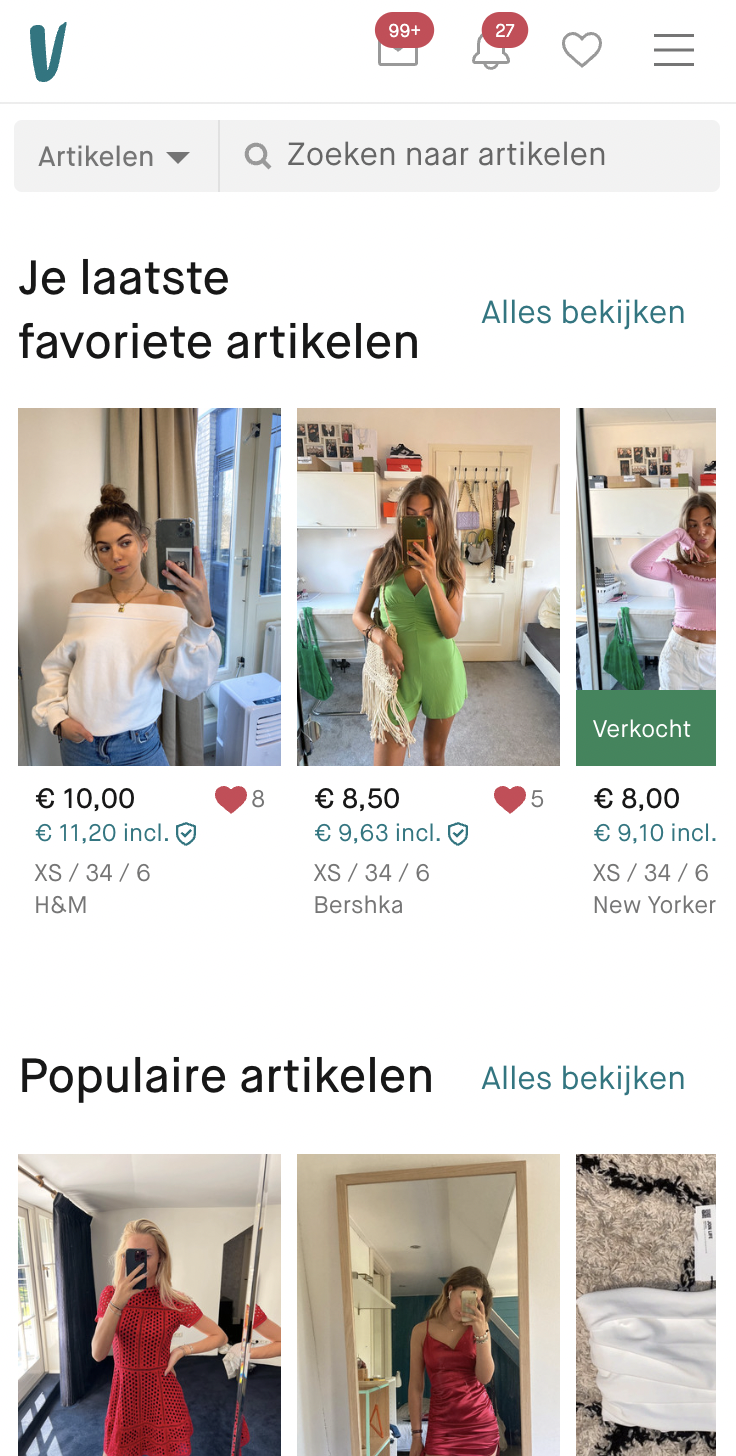 99+
27
Artikelen
Zoeken naar artikelen
Je laatste
favoriete artikelen
Alles bekijken
Verkocht
€ 10,00
8
€ 11,20 incl.
XS / 34 / 6
H&M
€ 8,50
5
€ 9,63 incl.
XS / 34 / 6
Bershka
€ 8,00
€ 9,10 incl.
XS / 34 / 6
New Yorker
Populaire artikelen
Alles bekijken